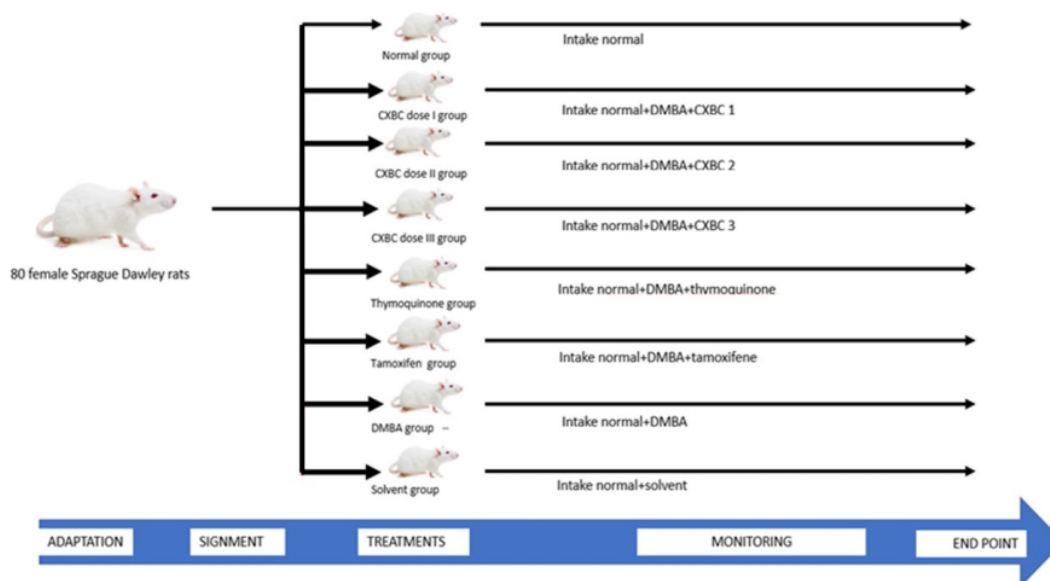 Normal group
Intake normal
CXBC dose I group
Intake normal+DMBA+CXBC 1
CXBC dose II group
Intake normal+DMBA+CXBC 2
CXBC dose III group
Intake normal+DMBA+CXBC 3
80 female Sprague Dawley rats
Thymoquinone group
Intake normal+DMBA+thymoquinone
Tamoxifen group
Intake normal+DMBA+tamoxifene
DMBA group --
Intake normal+DMBA
Solvent group
Intake normal+solvent
ADAPTATION SIGNMENT TREATMENTS MONITORING END POINT